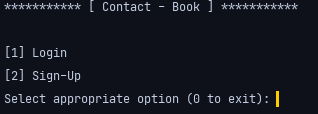 *********** [ Contact - Book ] ***********
[1] Login
[2] Sign-Up
Select appropriate option (0 to exit):